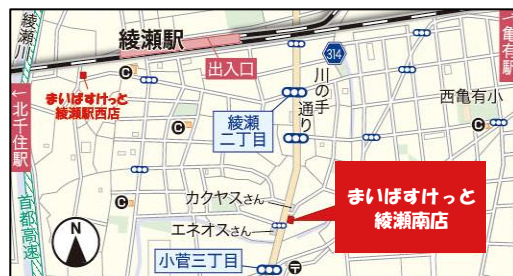 綾瀬川
綾瀬駅
出入口
314
↑亀有駅
まいばすけっと
綾瀬駅西店
C
川の手
通り
西亀有小
C
C
←北千住駅
綾瀬
二丁目
C
カクヤスさん
まいばすけっと
綾瀬南店
首都高速
N
エネオスさん
小菅三丁目
〒